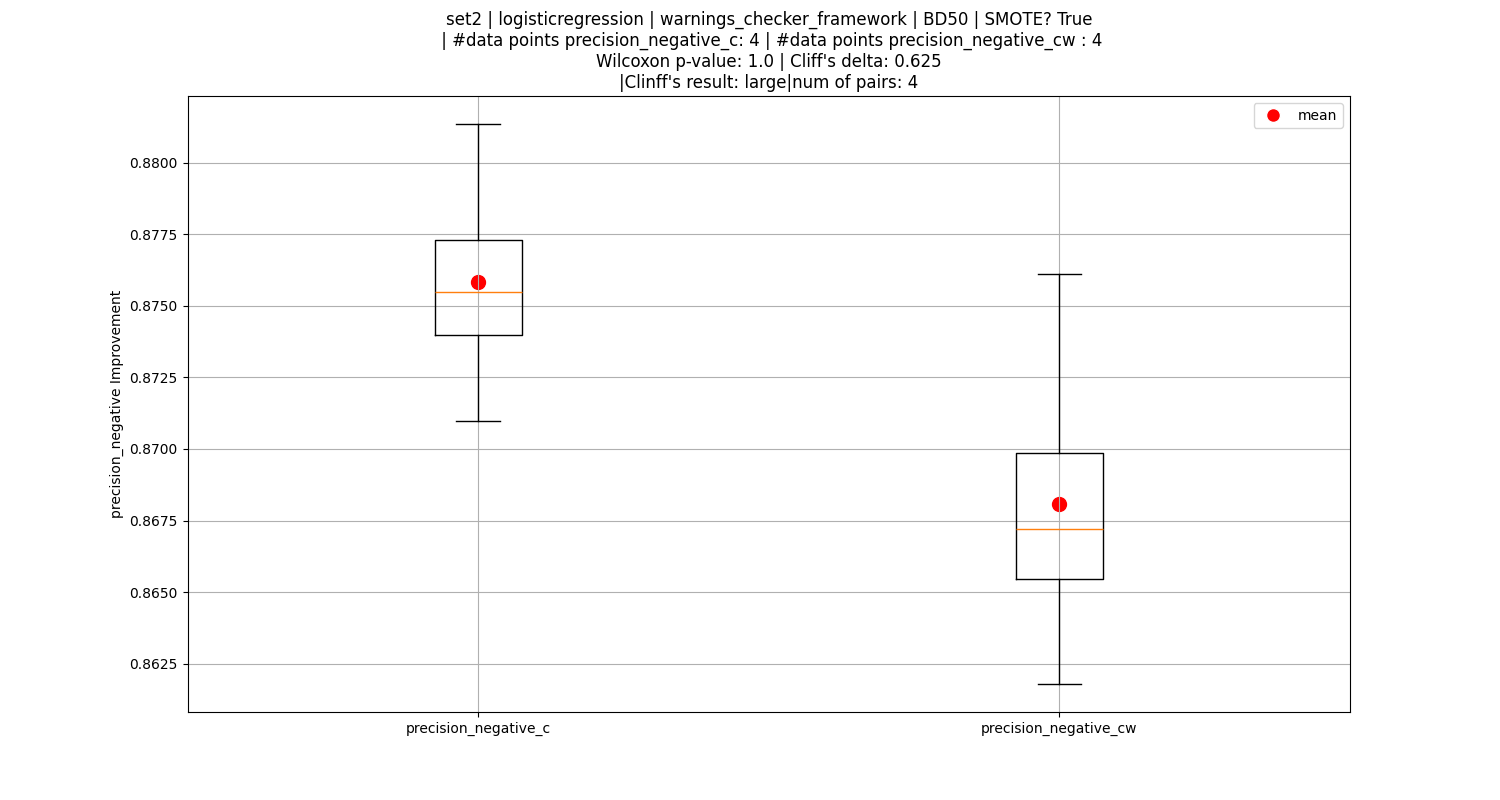 set2 | logisticregression | warnings_checker_framework | BD50 | SMOTE? True
| #data points precision_negative_c: 4 | #data points precision_negative_cw : 4
Wilcoxon p-value: 1.0 | Cliff's delta: 0.625
|Clinff's result: large|num of pairs: 4
mean
precision_negative Improvement
0.8800
0.8775
0.8750
0.8725
0.8700
0.8675
0.8650
0.8625
precision_negative_c
precision_negative_cw